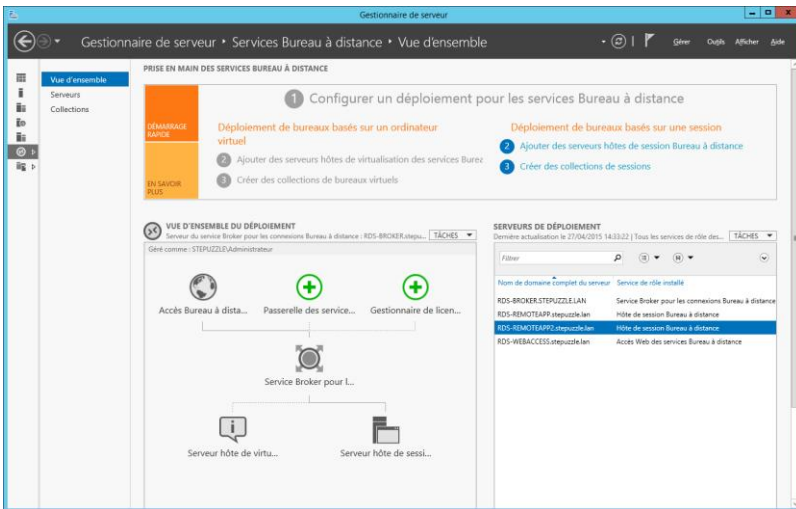 Gestionnaire de serveur
Gestionnaire de serveur ‣ Services Bureau à distance ‣ Vue d'ensemble
Gérer Outils Afficher Aide
Vue d'ensemble
Serveurs
Collections
PRISE EN MAIN DES SERVICES BUREAU À DISTANCE
DÉMARRAGE
RAPIDE
EN SAVOIR
PLUS
1 Configurer un déploiement pour les services Bureau à distance
Déploiement de bureaux basés sur un ordinateur
virtuel
2 Ajouter des serveurs hôtes de virtualisation des services Burea
3 Créer des collections de bureaux virtuels
Déploiement de bureaux basés sur une session
2 Ajouter des serveurs hôtes de session Bureau à distance
3 Créer des collections de sessions
VUE D'ENSEMBLE DU DÉPLOIEMENT
Serveur du service Broker pour les connexions Bureau à distance : RDS-BROKER.stepu... TÂCHES
Géré comme : STEPUZZLE\Administrateur
Accès Bureau à dista... Passerelle des service... Gestionnaire de licen...
Service Broker pour l...
Serveur hôte de virtu... Serveur hôte de sessi...
SERVEURS DE DÉPLOIEMENT
Dernière actualisation le 27/04/2015 14:33:22 | Tous les services de rôle des... TÂCHES
Filtrer
Nom de domaine complet du serveur Service de rôle installé
RDS-BROKER.STEPUZZLE.LAN Service Broker pour les connexions Bureau à distance
RDS-REMOTEAPP.stepuzzle.lan Hôte de session Bureau à distance
RDS-REMOTEAPP2.stepuzzle.lan Hôte de session Bureau à distance
RDS-WEBACCESS.stepuzzle.lan Accès Web des services Bureau à distance